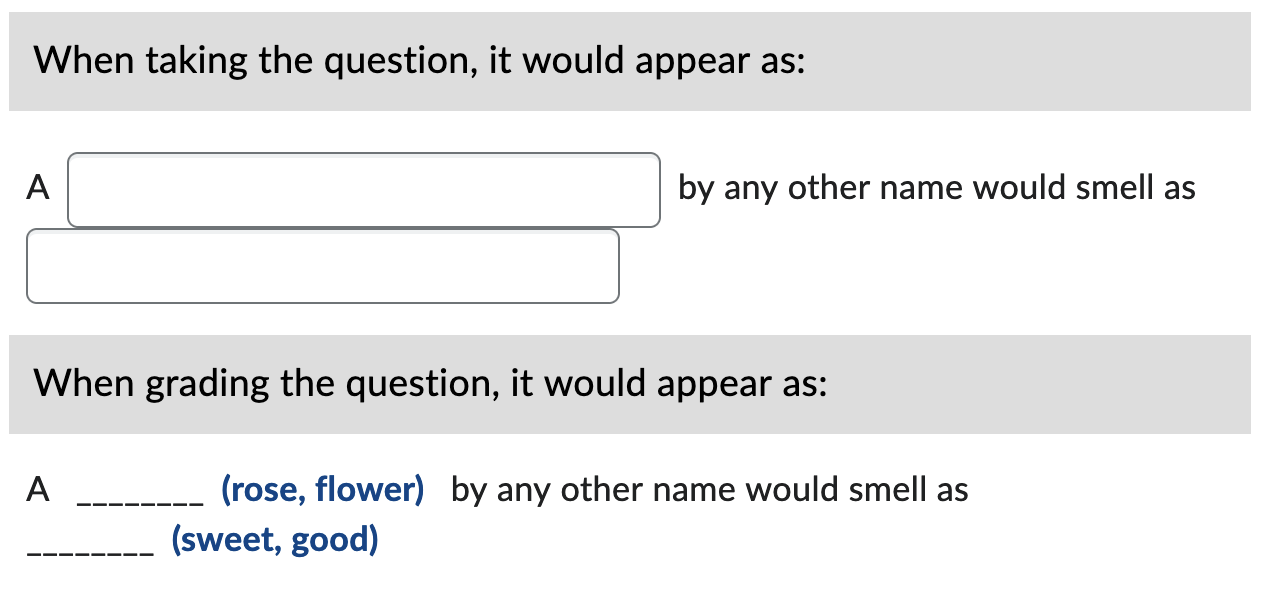 When taking the question, it would appear as:
A by any other name would smell as
When grading the question, it would appear as:
A ________ (rose, flower) by any other name would smell as
________ (sweet, good)